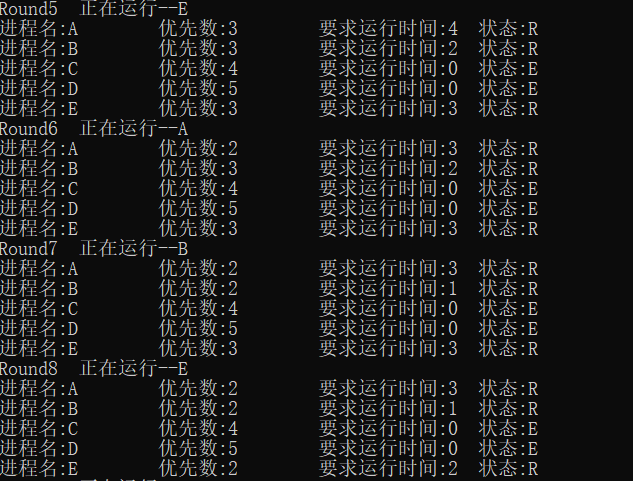 Round5 正在运行--E
进程名:A 优先数:3 要求运行时间:4 状态:R
进程名:B 优先数:3 要求运行时间:2 状态:R
进程名:C 优先数:4 要求运行时间:0 状态:E
进程名:D 优先数:5 要求运行时间:0 状态:E
进程名:E 优先数:3 要求运行时间:3 状态:R
Round6 正在运行--A
进程名:A 优先数:2 要求运行时间:3 状态:R
进程名:B 优先数:3 要求运行时间:2 状态:R
进程名:C 优先数:4 要求运行时间:0 状态:E
进程名:D 优先数:5 要求运行时间:0 状态:E
进程名:E 优先数:3 要求运行时间:3 状态:R
Round7 正在运行--B
进程名:A 优先数:2 要求运行时间:3 状态:R
进程名:B 优先数:2 要求运行时间:1 状态:R
进程名:C 优先数:4 要求运行时间:0 状态:E
进程名:D 优先数:5 要求运行时间:0 状态:E
进程名:E 优先数:3 要求运行时间:3 状态:R
Round8 正在运行--E
进程名:A 优先数:2 要求运行时间:3 状态:R
进程名:B 优先数:2 要求运行时间:1 状态:R
进程名:C 优先数:4 要求运行时间:0 状态:E
进程名:D 优先数:5 要求运行时间:0 状态:E
进程名:E 优先数:2 要求运行时间:2 状态:R